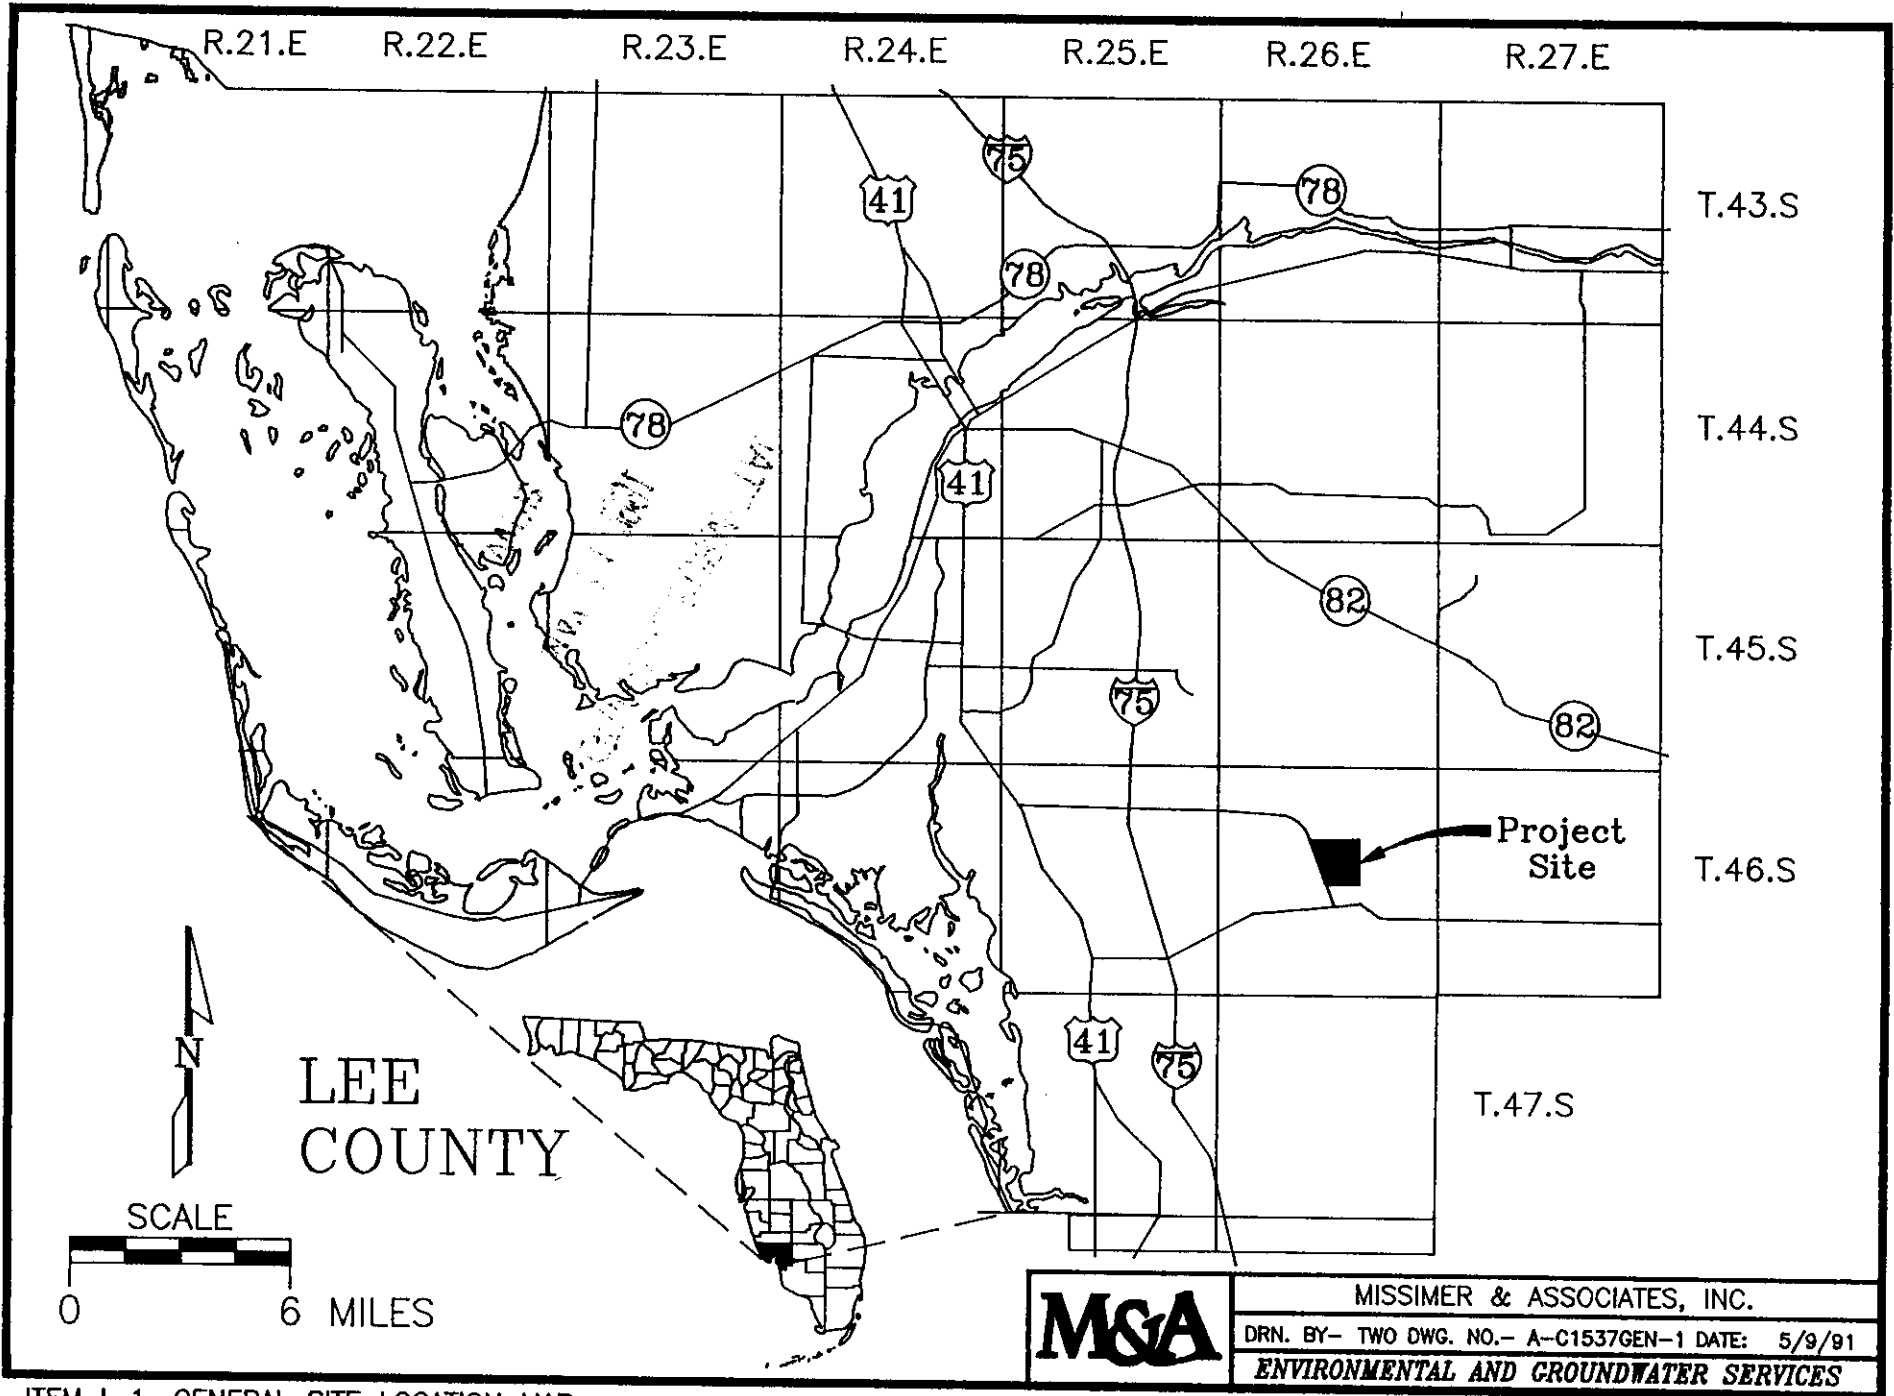 R.21.E R.22.E R.23.E R.24.E R.25.E R.26.E R.27.E
75
41
78
T.43.S
78
78
T.44.S
41
82
T.45.S
75
82
Project
Site
T.46.S
41
75
N
LEE
COUNTY
T.47.S
SCALE
0 6 MILES
M&A
MISSIMER & ASSOCIATES, INC.
DRN. BY- TWO DWG. NO.- A-C1537GEN-1 DATE: 5/9/91
ENVIRONMENTAL AND GROUNDWATER SERVICES